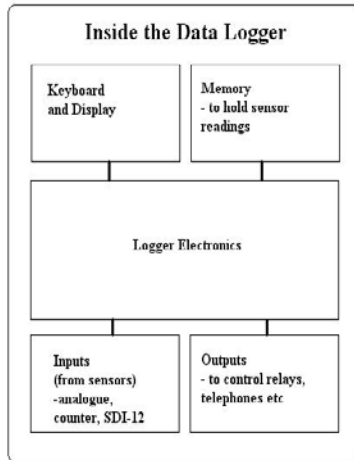 Inside the Data Logger
Keyboard
and Display
Memory
- to hold sensor
readings
Logger Electronics
Inputs
(from sensors)
-analogue,
counter, SDI-12
Outputs
- to control relays,
telephones etc